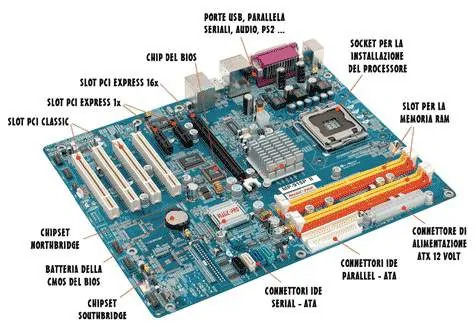 PORTE USB, PARALLELA
SERIALI, AUDIO, PS2 ...
CHIP DEL BIOS
SOCKET PER LA
INSTALLAZIONE
DEL PROCESSORE
SLOT PCI EXPRESS 16x
SLOT PCI EXPRESS 1x
SLOT PCI CLASSIC
SLOT PER LA
MEMORIA RAM
CHIPSET
NORTHBRIDGE
BATTERIA DELLA
CMOS DEL BIOS
CHIPSET
SOUTHBRIDGE
CONNETTORI IDE
SERIAL - ATA
CONNETTORI IDE
PARALLEL - ATA
CONNETTORE DI
ALIMENTAZIONE
ATX 12 VOLT